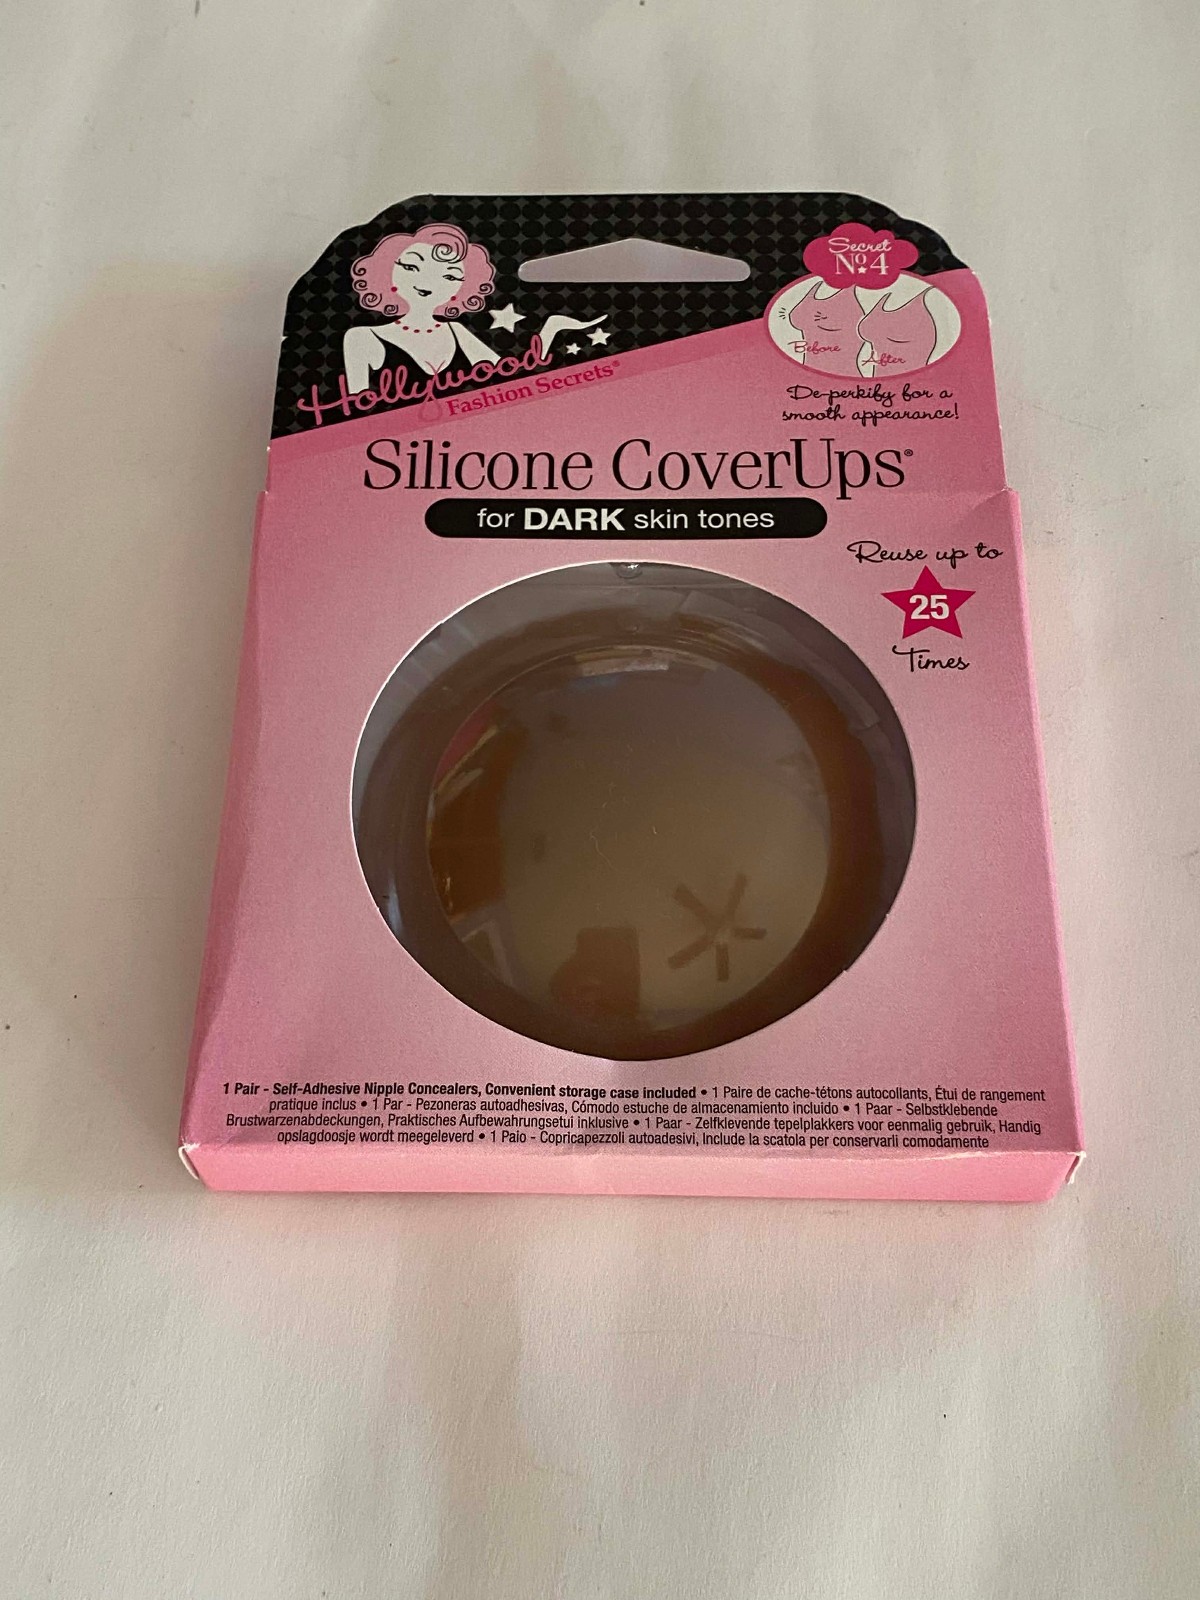 Secret
Nº 4
Before
After
De-perkify for a
smooth appearance!
Hollywood
Fashion Secrets®
Silicone CoverUps®
for DARK skin tones
Reuse up to
25
Times
1 Pair - Self-Adhesive Nipple Concealers, Convenient storage case included • 1 Paire de cache-tétons autocollants, Étui de rangement
pratique inclus • 1 Par - Pezoneras autoadhesivas, Cómodo estuche de almacenamiento incluido • 1 Paar - Selbstklebende
Brustwarzenabdeckungen, Praktisches Aufbewahrungsetui inklusive • 1 Paar - Zelfklevende tepelplakkers voor eenmalig gebruik, Handig
opslagdoosje wordt meegeleverd • 1 Paio - Copricapezzoli autoadesivi, Include la scatola per conservarli comodamente